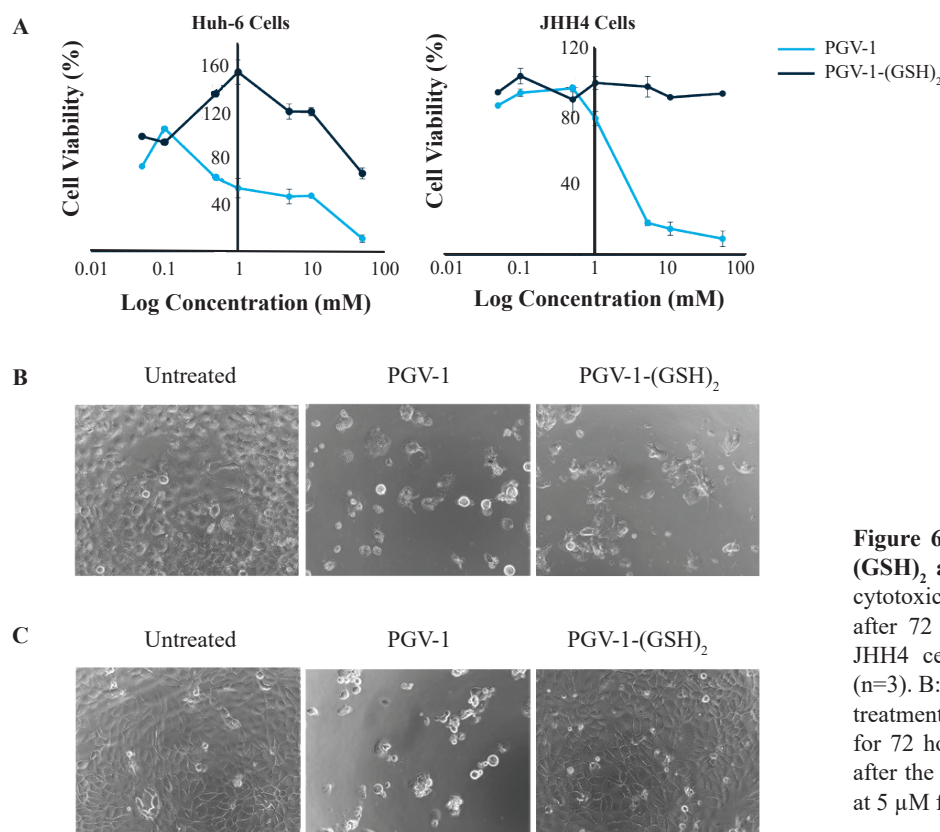 A
Huh-6 Cells
JHH4 Cells
PGV-1
PGV-1-(GSH)₂
Cell Viability (%)
160
120
80
40
0.01 0.1 1 10 100
Log Concentration (mM)
Cell Viability (%)
120
80
40
0.01 0.1 1 10 100
Log Concentration (mM)
B
Untreated PGV-1 PGV-1-(GSH)₂
C
Untreated PGV-1 PGV-1-(GSH)₂
Figure 6
(GSH)₂ a
cytotoxic
after 72
JHH4 ce
(n=3). B:
treatment
for 72 ho
after the
at 5 µM f